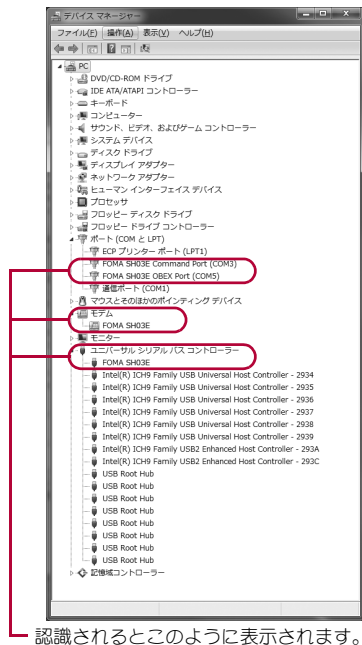 デバイス マネージャー
ファイル(F) 操作(A) 表示(V) ヘルプ(H)
PC
DVD/CD-ROM ドライブ
IDE ATA/ATAPI コントローラー
キーボード
コンピューター
サウンド、ビデオ、およびゲーム コントローラー
システム デバイス
ディスク ドライブ
ディスプレイ アダプター
ネットワーク アダプター
ヒューマン インターフェイス デバイス
プロセッサ
フロッピー ディスク ドライブ
フロッピー ドライブ コントローラー
ポート (COM と LPT)
ECP プリンター ポート (LPT1)
FOMA SH03E Command Port (COM3)
FOMA SH03E OBEX Port (COM5)
通信ポート (COM1)
マウスとそのほかのポインティング デバイス
モデム
FOMA SH03E
モニター
ユニバーサル シリアル バス コントローラー
FOMA SH03E
Intel(R) ICH9 Family USB Universal Host Controller - 2934
Intel(R) ICH9 Family USB Universal Host Controller - 2935
Intel(R) ICH9 Family USB Universal Host Controller - 2936
Intel(R) ICH9 Family USB Universal Host Controller - 2937
Intel(R) ICH9 Family USB Universal Host Controller - 2938
Intel(R) ICH9 Family USB Universal Host Controller - 2939
Intel(R) ICH9 Family USB2 Enhanced Host Controller - 293A
Intel(R) ICH9 Family USB2 Enhanced Host Controller - 293C
USB Root Hub
USB Root Hub
USB Root Hub
USB Root Hub
USB Root Hub
USB Root Hub
USB Root Hub
USB Root Hub
記憶域コントローラー
認識されるとこのように表示されます。